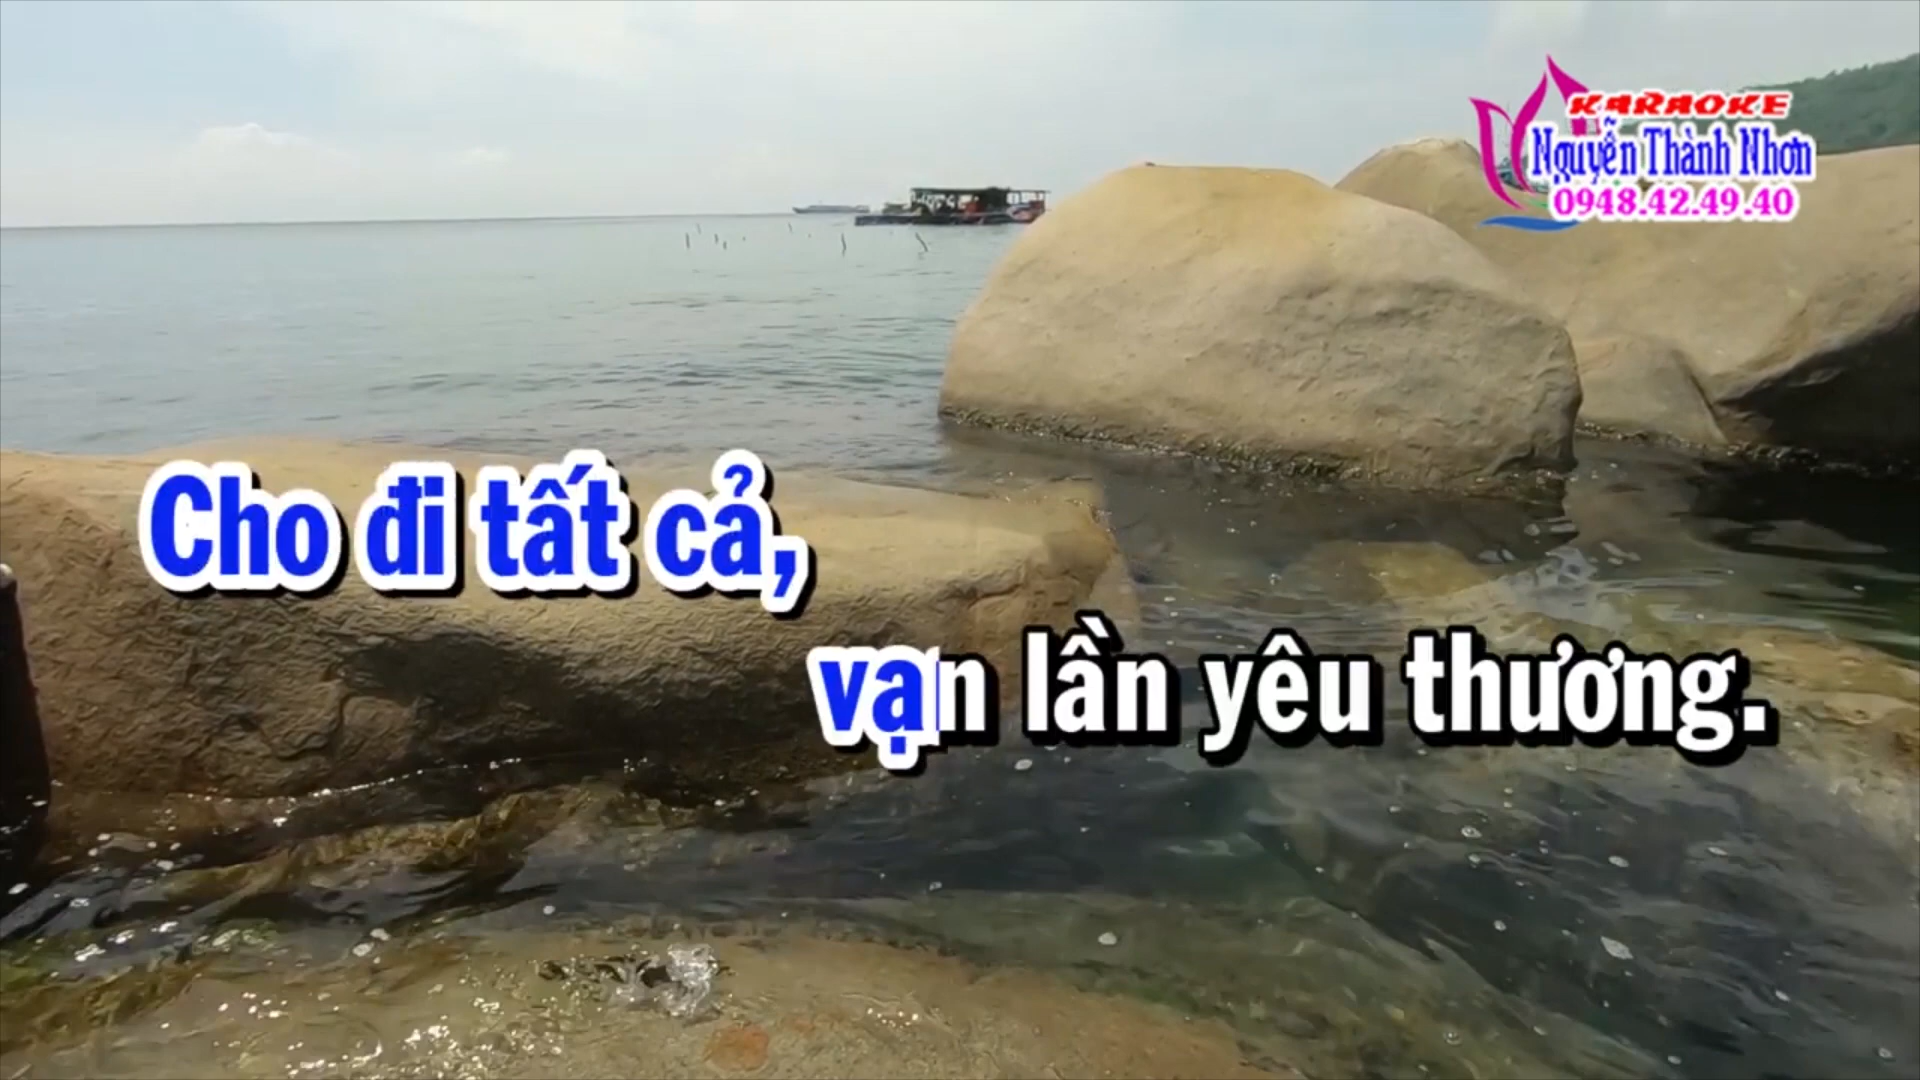 KARAOKE
Nguyễn Thành Nhơn
0948.42.49.40
Cho đi tất cả,
vạn lần yêu thương.